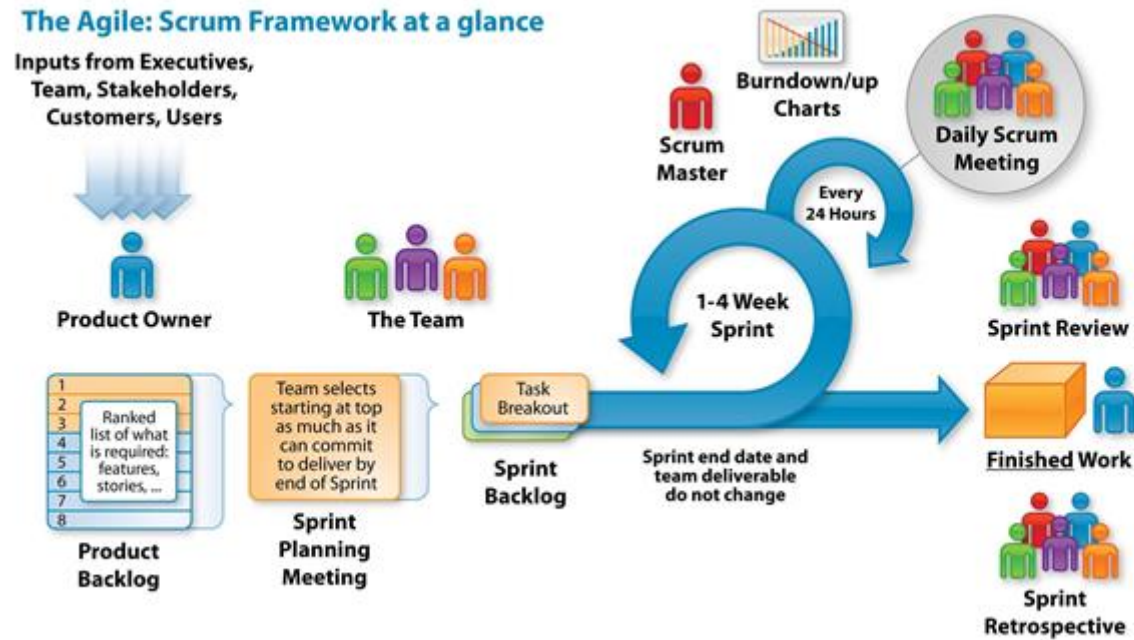 The Agile: Scrum Framework at a glance
Inputs from Executives,
Team, Stakeholders,
Customers, Users
Product Owner
The Team
Scrum
Master
Burndown/up
Charts
Daily Scrum
Meeting
Every
24 Hours
1-4 Week
Sprint
Sprint Review
1
2
3
4
5
6
7
8
Ranked
list of what
is required:
features,
stories, ...
Product
Backlog
Team selects
starting at top
as much as it
can commit
to deliver by
end of Sprint
Sprint
Planning
Meeting
Task
Breakout
Sprint
Backlog
Sprint end date and
team deliverable
do not change
Finished Work
Sprint
Retrospective